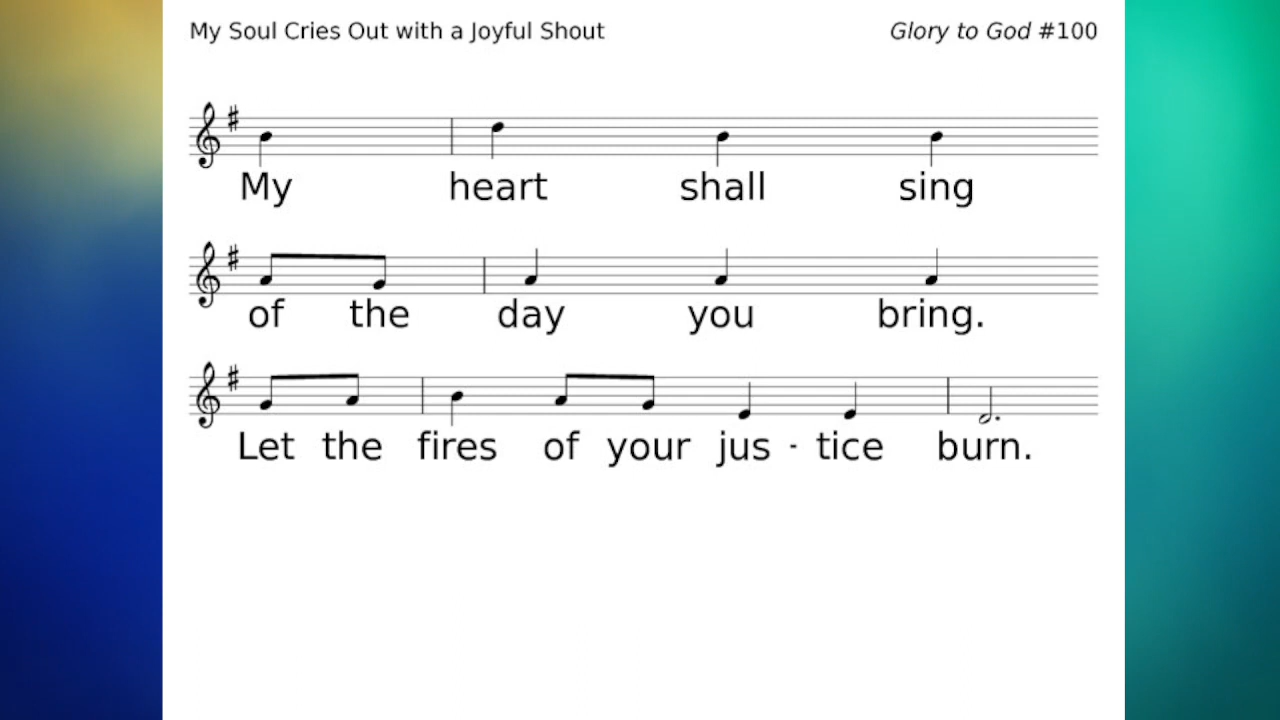 My Soul Cries Out with a Joyful Shout
Glory to God #100
My heart shall sing
of the day you bring.
Let the fires of your jus - tice burn.